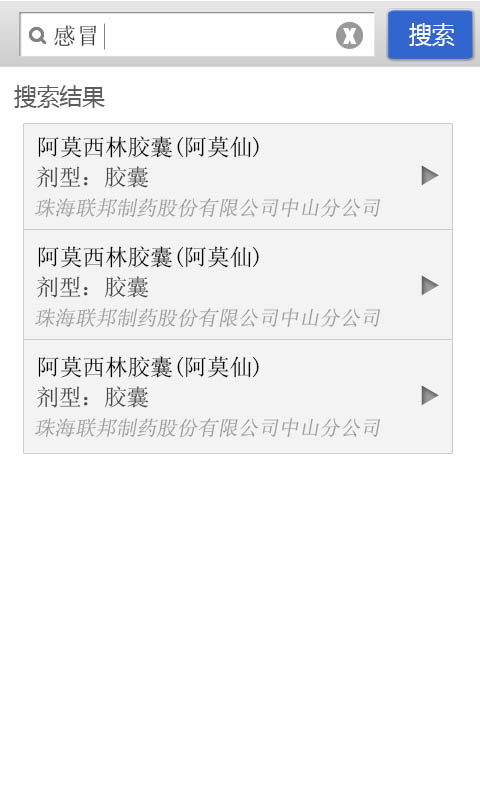 感冒
搜索
搜索结果
阿莫西林胶囊(阿莫仙)
剂型：胶囊
珠海联邦制药股份有限公司中山分公司
阿莫西林胶囊(阿莫仙)
剂型：胶囊
珠海联邦制药股份有限公司中山分公司
阿莫西林胶囊(阿莫仙)
剂型：胶囊
珠海联邦制药股份有限公司中山分公司